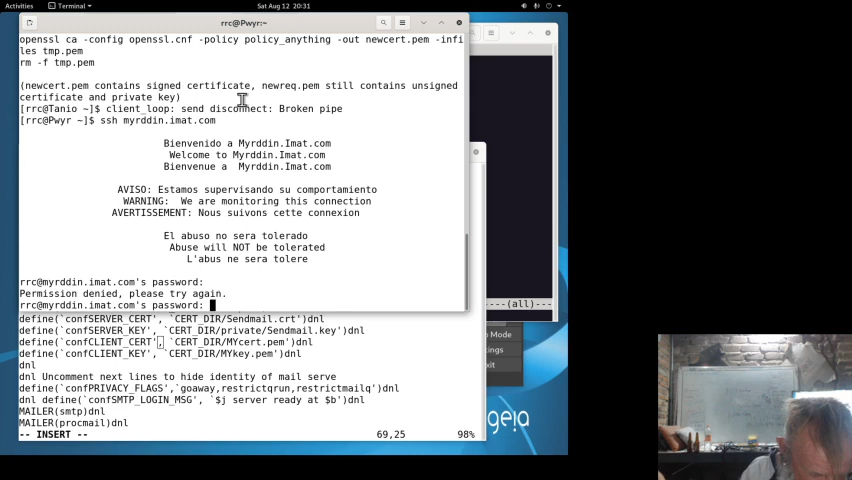 Activities
Terminal
Sat Aug 12 20:31
rrc@Pwyr:~
openssl ca -config openssl.cnf -policy policy_anything -out newcert.pem -infi
les tmp.pem
rm -f tmp.pem
(newcert.pem contains signed certificate, newreq.pem still contains unsigned
certificate and private key)
[rrc@Tanio ~]$ client_loop: send disconnect: Broken pipe
[rrc@Pwyr ~]$ ssh myrddin.imat.com
Bienvenido a Myrddin.Imat.com
Welcome to Myrddin.Imat.com
Bienvenue a  Myrddin.Imat.com
AVISO: Estamos supervisando su comportamiento
WARNING:  We are monitoring this connection
AVERTISSEMENT: Nous suivons cette connexion
El abuso no sera tolerado
Abuse will NOT be tolerated
L'abus ne sera tolere
rrc@myrddin.imat.com's password:
Permission denied, please try again.
rrc@myrddin.imat.com's password:
---(all)---
define(`confSERVER_CERT', `CERT_DIR/Sendmail.crt')dnl
define(`confSERVER_KEY', `CERT_DIR/private/Sendmail.key')dnl
define(`confCLIENT_CERT', `CERT_DIR/MYcert.pem')dnl
define(`confCLIENT_KEY', `CERT_DIR/MYkey.pem')dnl
dnl
dnl Uncomment next lines to hide identity of mail serve
define(`confPRIVACY_FLAGS',`goaway,restrictqrun,restrictmailq')dnl
dnl define(`confSMTP_LOGIN_MSG', `$j server ready at $b')dnl
MAILER(smtp)dnl
MAILER(procmail)dnl
-- INSERT --
69,25
98%
o Mode
ngs
xit
geia